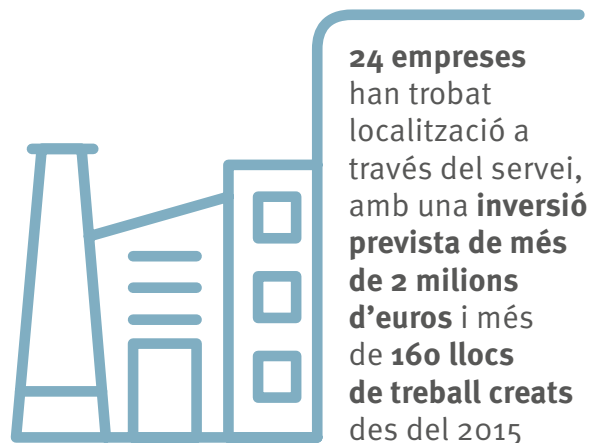 24 empreses
han trobat
localització a
través del servei,
amb una inversió
prevista de més
de 2 milions
d’euros i més
de 160 llocs
de treball creats
des del 2015